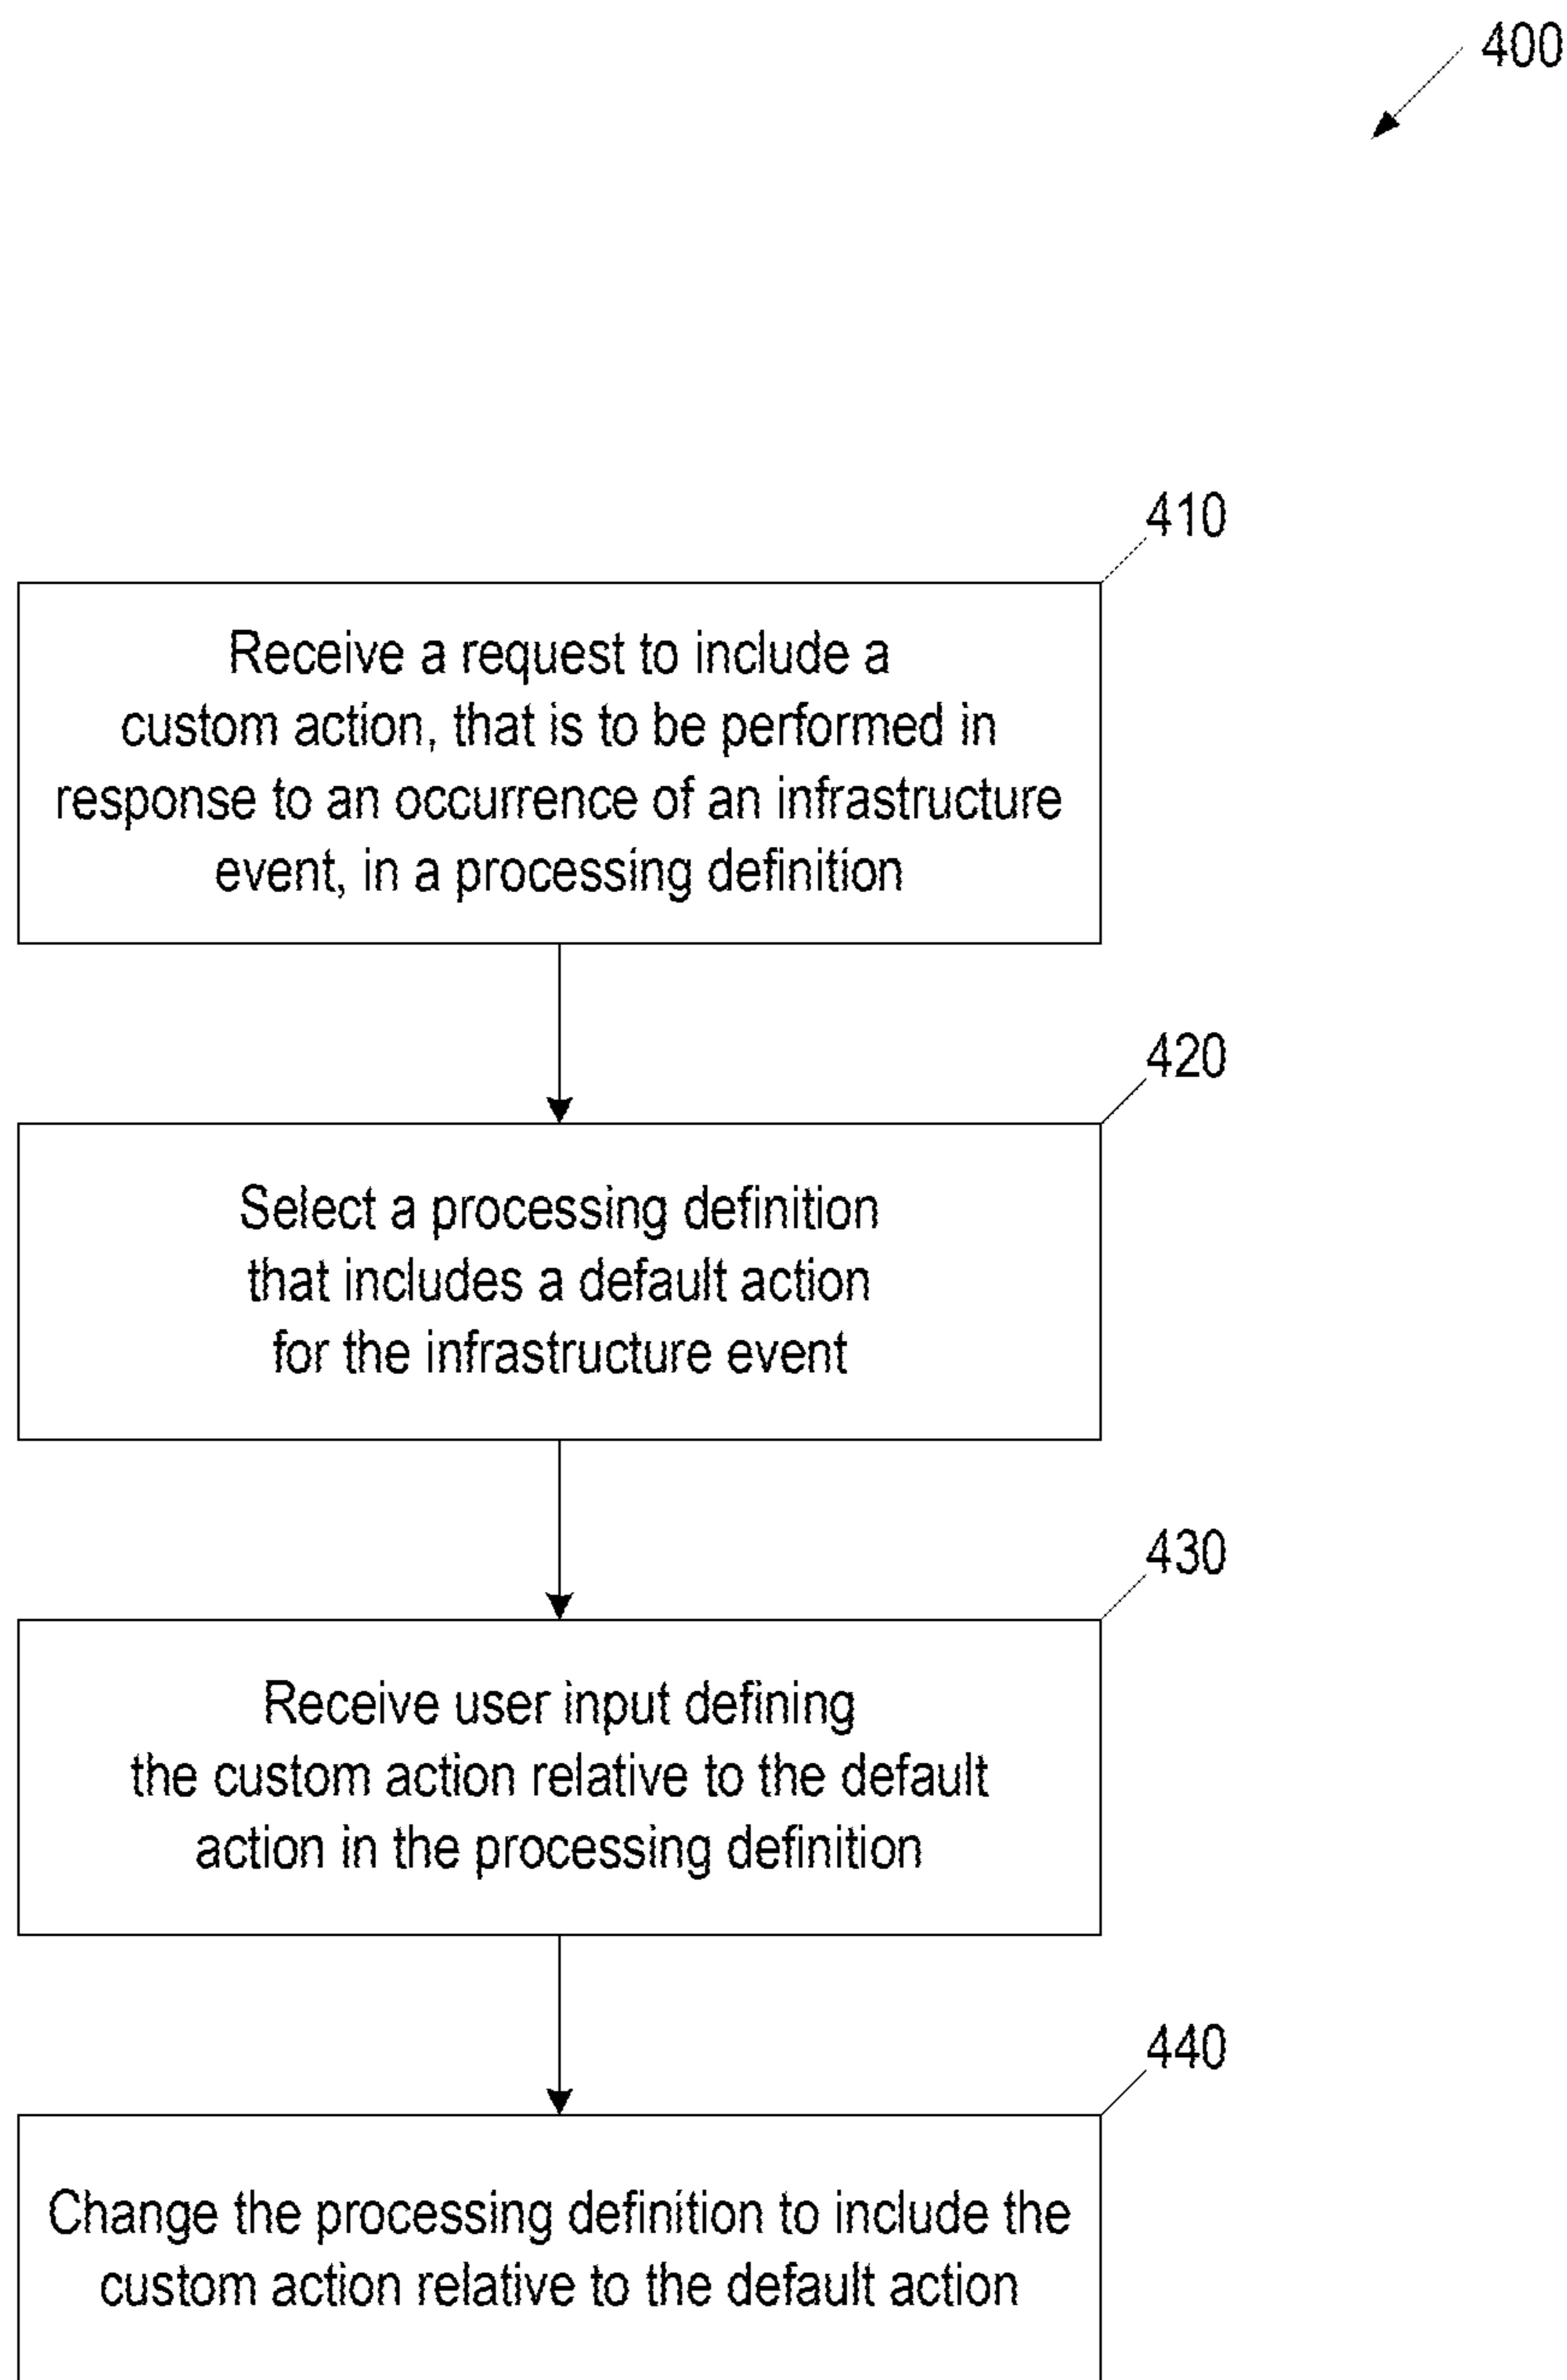 400
410
Receive a request to include a
custom action, that is to be performed in
response to an occurrence of an infrastructure
event, in a processing definition
420
Select a processing definition
that includes a default action
for the infrastructure event
430
Receive user input defining
the custom action relative to the default
action in the processing definition
440
Change the processing definition to include the
custom action relative to the default action